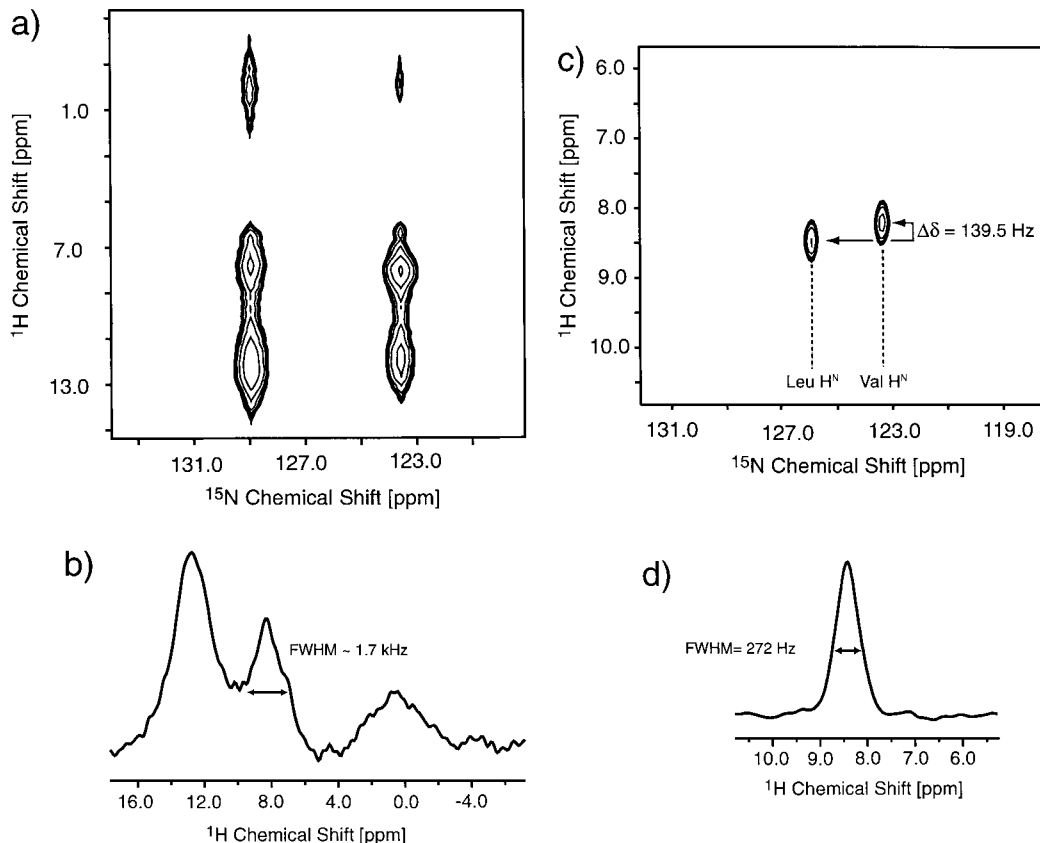 a)
1.0
7.0
13.0
¹H Chemical Shift [ppm]
131.0 127.0 123.0
¹⁵N Chemical Shift [ppm]
c)
6.0
7.0
8.0
9.0
10.0
¹H Chemical Shift [ppm]
Δδ = 139.5 Hz
Leu Hᴺ Val Hᴺ
131.0 127.0 123.0 119.0
¹⁵N Chemical Shift [ppm]
b)
FWHM ~ 1.7 kHz
16.0 12.0 8.0 4.0 0.0 -4.0
¹H Chemical Shift [ppm]
d)
FWHM= 272 Hz
10.0 9.0 8.0 7.0 6.0
¹H Chemical Shift [ppm]